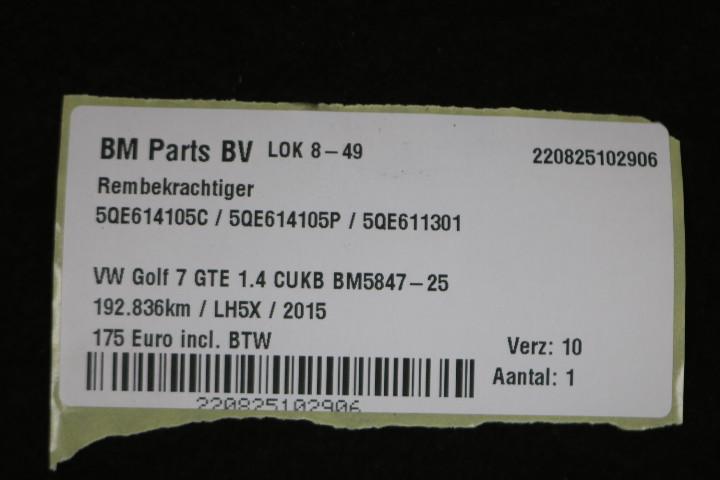 BM Parts BV LOK 8-49 220825102906
Rembekrachtiger
5QE614105C / 5QE614105P / 5QE611301
VW Golf 7 GTE 1.4 CUKB BM5847-25
192.836km / LH5X / 2015
175 Euro incl. BTW
Verz: 10
Aantal: 1
220825102906